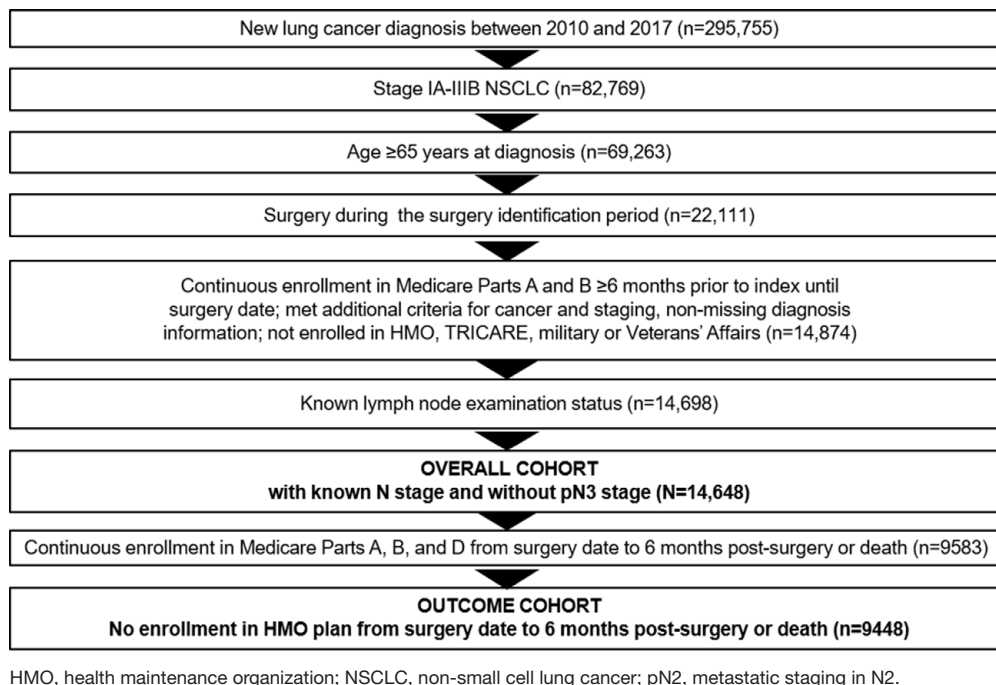 New lung cancer diagnosis between 2010 and 2017 (n=295,755)
Stage IA-IIIB NSCLC (n=82,769)
Age ≥65 years at diagnosis (n=69,263)
Surgery during the surgery identification period (n=22,111)
Continuous enrollment in Medicare Parts A and B ≥6 months prior to index until
surgery date; met additional criteria for cancer and staging, non-missing diagnosis
information; not enrolled in HMO, TRICARE, military or Veterans' Affairs (n=14,874)
Known lymph node examination status (n=14,698)
OVERALL COHORT
with known N stage and without pN3 stage (N=14,648)
Continuous enrollment in Medicare Parts A, B, and D from surgery date to 6 months post-surgery or death (n=9583)
OUTCOME COHORT
No enrollment in HMO plan from surgery date to 6 months post-surgery or death (n=9448)
HMO, health maintenance organization; NSCLC, non-small cell lung cancer; pN2, metastatic staging in N2.